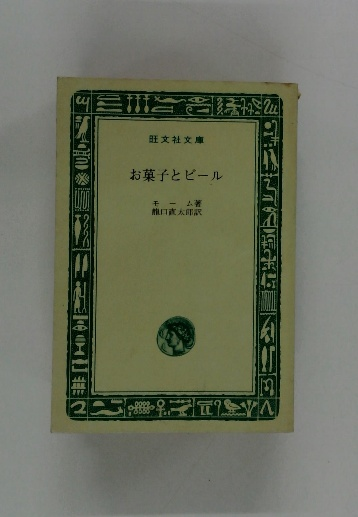 旺文社文庫
お菓子とビール
モーム著
龍口直太郎訳